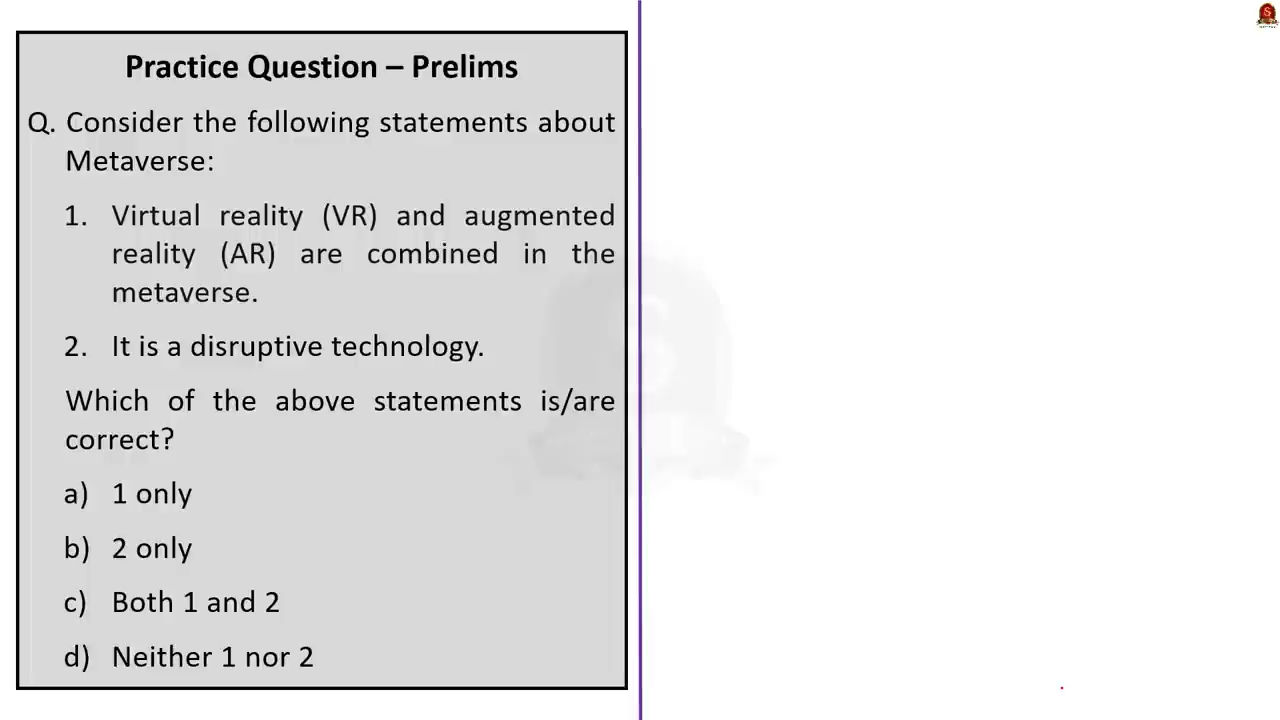 Practice Question – Prelims
Q. Consider the following statements about
Metaverse:
1. Virtual reality (VR) and augmented
reality (AR) are combined in the
metaverse.
2. It is a disruptive technology.
Which of the above statements is/are
correct?
a) 1 only
b) 2 only
c) Both 1 and 2
d) Neither 1 nor 2